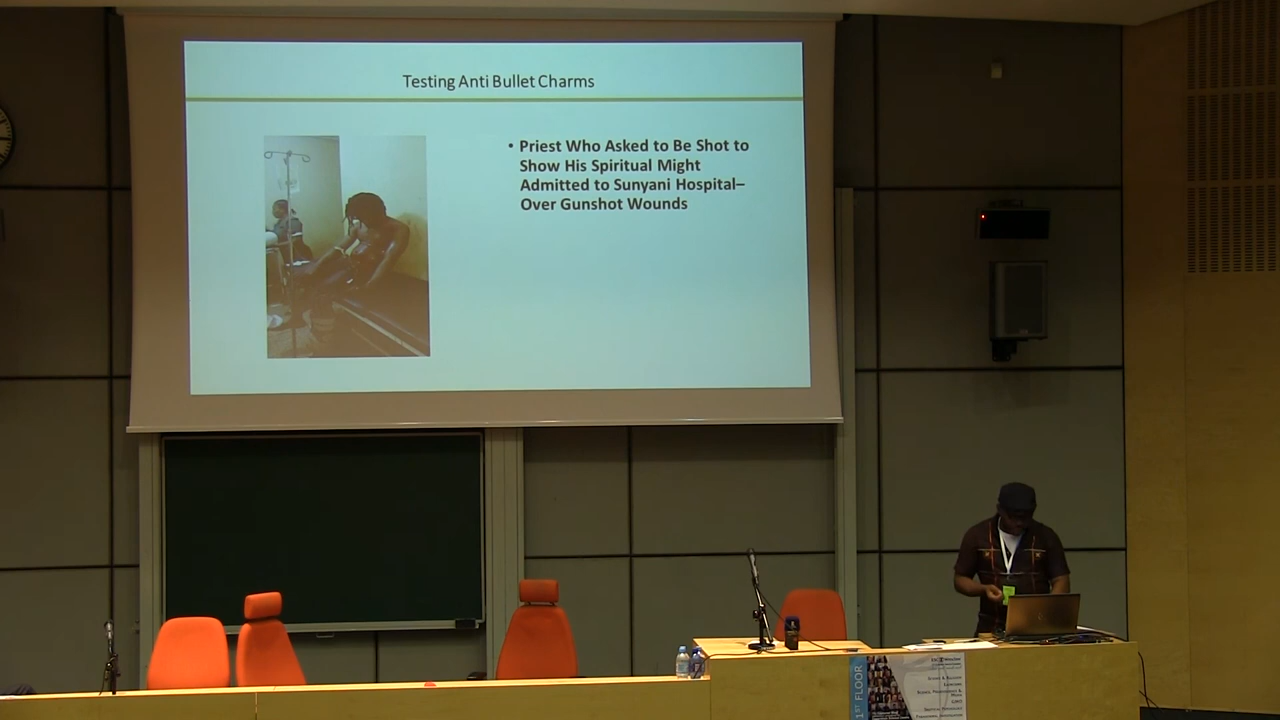 Testing Anti Bullet Charms
• Priest Who Asked to Be Shot to
Show His Spiritual Might
Admitted to Sunyani Hospital–
Over Gunshot Wounds
1ST FLOOR